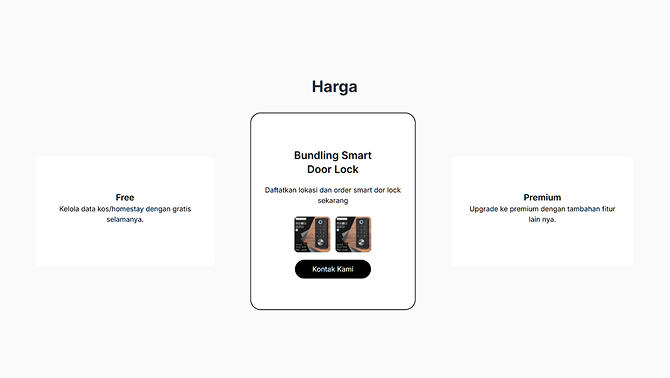 Harga
Free
Kelola data kos/homestay dengan gratis
selamanya.
Bundling Smart
Door Lock
Daftatkan lokasi dan order smart dor lock
sekarang
Kontak Kami
Premium
Upgrade ke premium dengan tambahan fitur
lain nya.